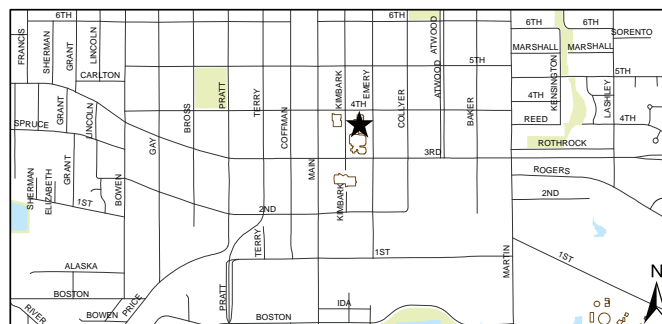 6TH
6TH
6TH
6TH
FRANCIS
SHERMAN
GRANT
LINCOLN
ATWOOD
SORENTO
MARSHALL
MARSHALL
5TH
5TH
CARLTON
KIMBARK
EMERY
ATWOOD
KENSINGTON
LASHLEY
PRATT
TERRY
COLLYER
BAKER
4TH
4TH
GRANT
LINCOLN
BROSS
COFFMAN
SPRUCE
REED
4TH
GAY
ROTHROCK
3RD
MAIN
SHERMAN
ELIZABETH
GRANT
BOWEN
ROGERS
1ST
KIMBARK
2ND
2ND
TERRY
1ST
MARTIN
1ST
ALASKA
N
BOSTON
PRICE
PRATT
IDA
RIVER
BOWEN
BOSTON